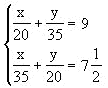 x/20 + y/35 = 9
x/35 + y/20 = 7 1/2